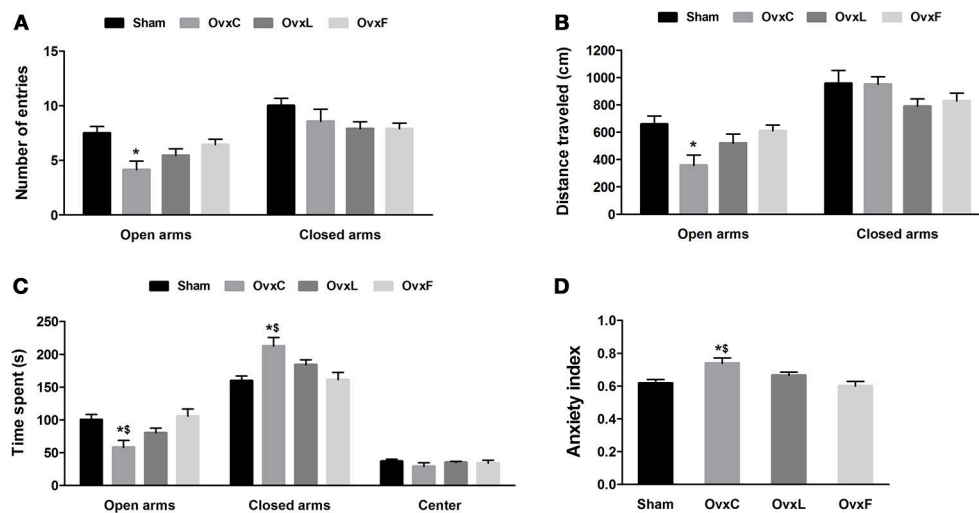 A
Sham OvxC OvxL OvxF
Number of entries
15
10
5
0
*
Open arms Closed arms
B
Sham OvxC OvxL OvxF
Distance traveled (cm)
1200
1000
800
600
400
200
0
*
Open arms Closed arms
C
Sham OvxC OvxL OvxF
Time spent (s)
250
200
150
100
50
0
*$
*$
Open arms Closed arms Center
D
Anxiety index
1.0
0.8
0.6
0.4
0.2
0.0
*$
Sham OvxC OvxL OvxF